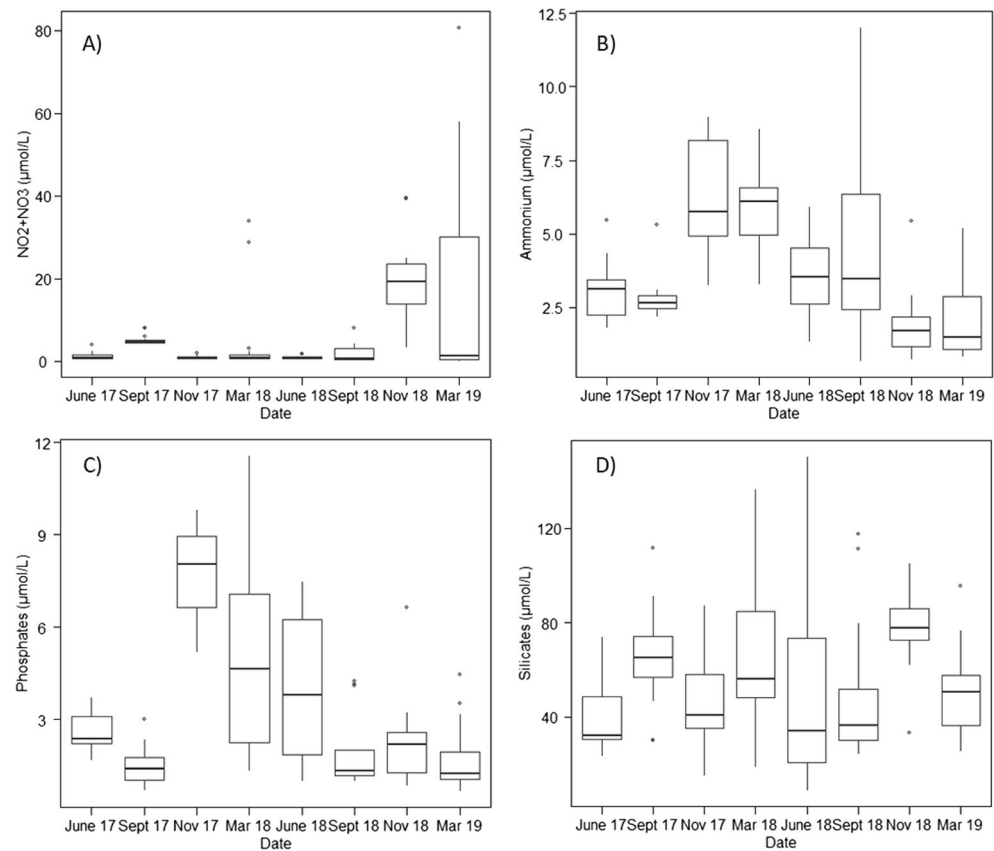 A)
NO2+NO3 (µmol/L)
80
60
40
20
0
June 17 Sept 17 Nov 17 Mar 18 June 18 Sept 18 Nov 18 Mar 19
Date
B)
Ammonium (µmol/L)
12.5
10.0
7.5
5.0
2.5
June 17 Sept 17 Nov 17 Mar 18 June 18 Sept 18 Nov 18 Mar 19
Date
C)
Phosphates (µmol/L)
12
9
6
3
June 17 Sept 17 Nov 17 Mar 18 June 18 Sept 18 Nov 18 Mar 19
Date
D)
Silicates (µmol/L)
120
80
40
June 17 Sept 17 Nov 17 Mar 18 June 18 Sept 18 Nov 18 Mar 19
Date